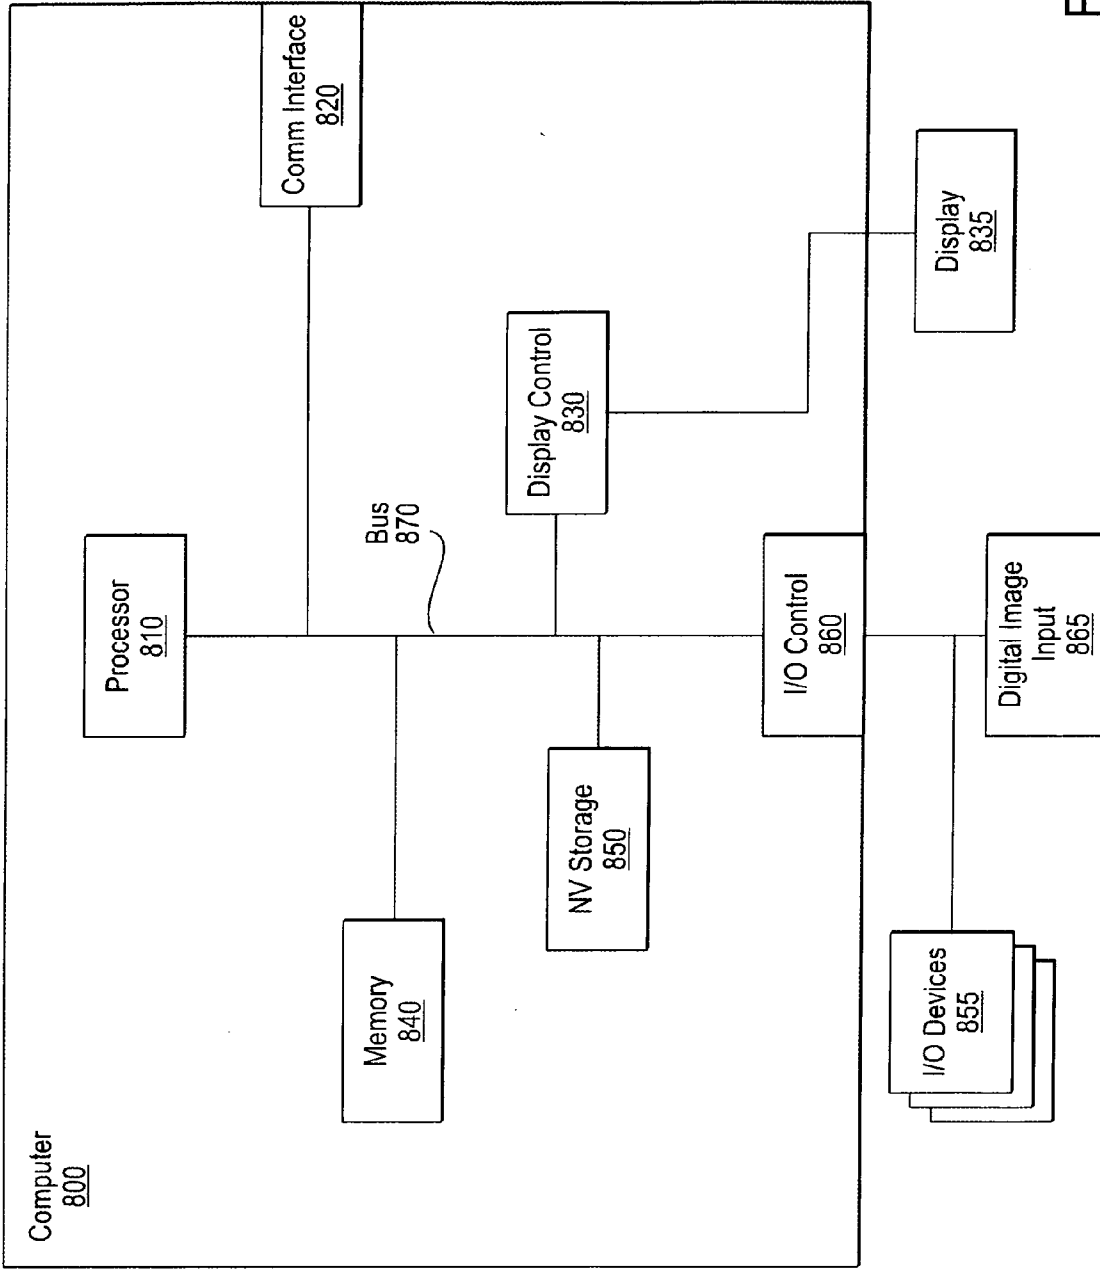 Computer
800
Processor
810
Comm Interface
820
Memory
840
Bus
870
NV Storage
850
Display Control
830
I/O Control
860
Display
835
I/O Devices
855
Digital Image
Input
865